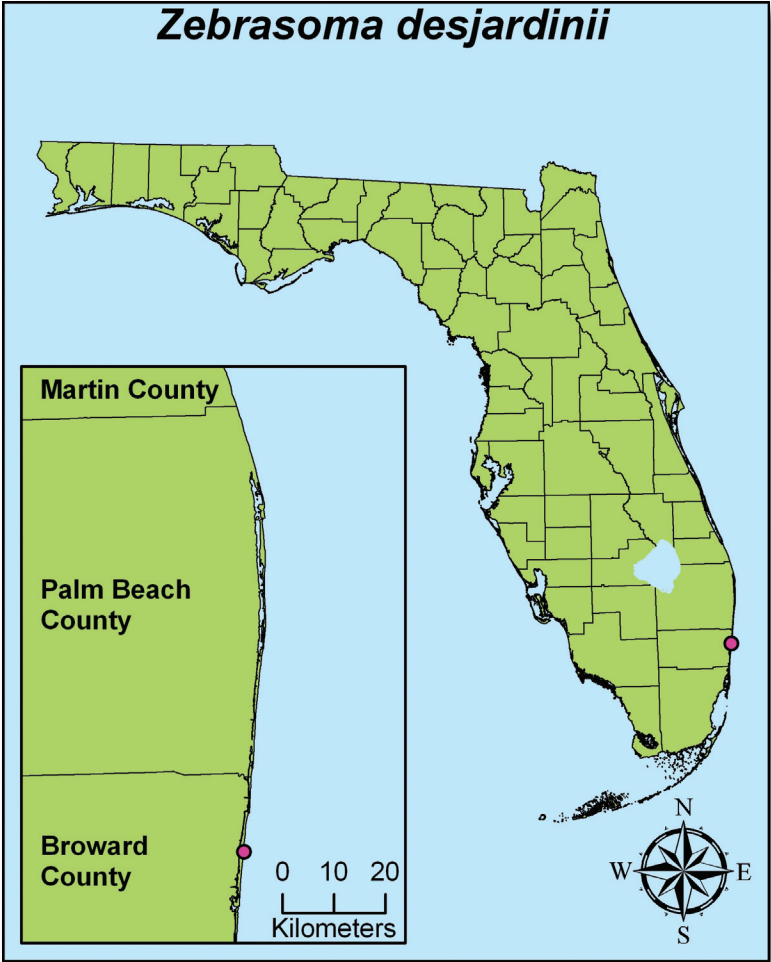 Zebrasoma desjardinii
Martin County
Palm Beach
County
Broward
County
0 10 20
Kilometers
N
W E
S